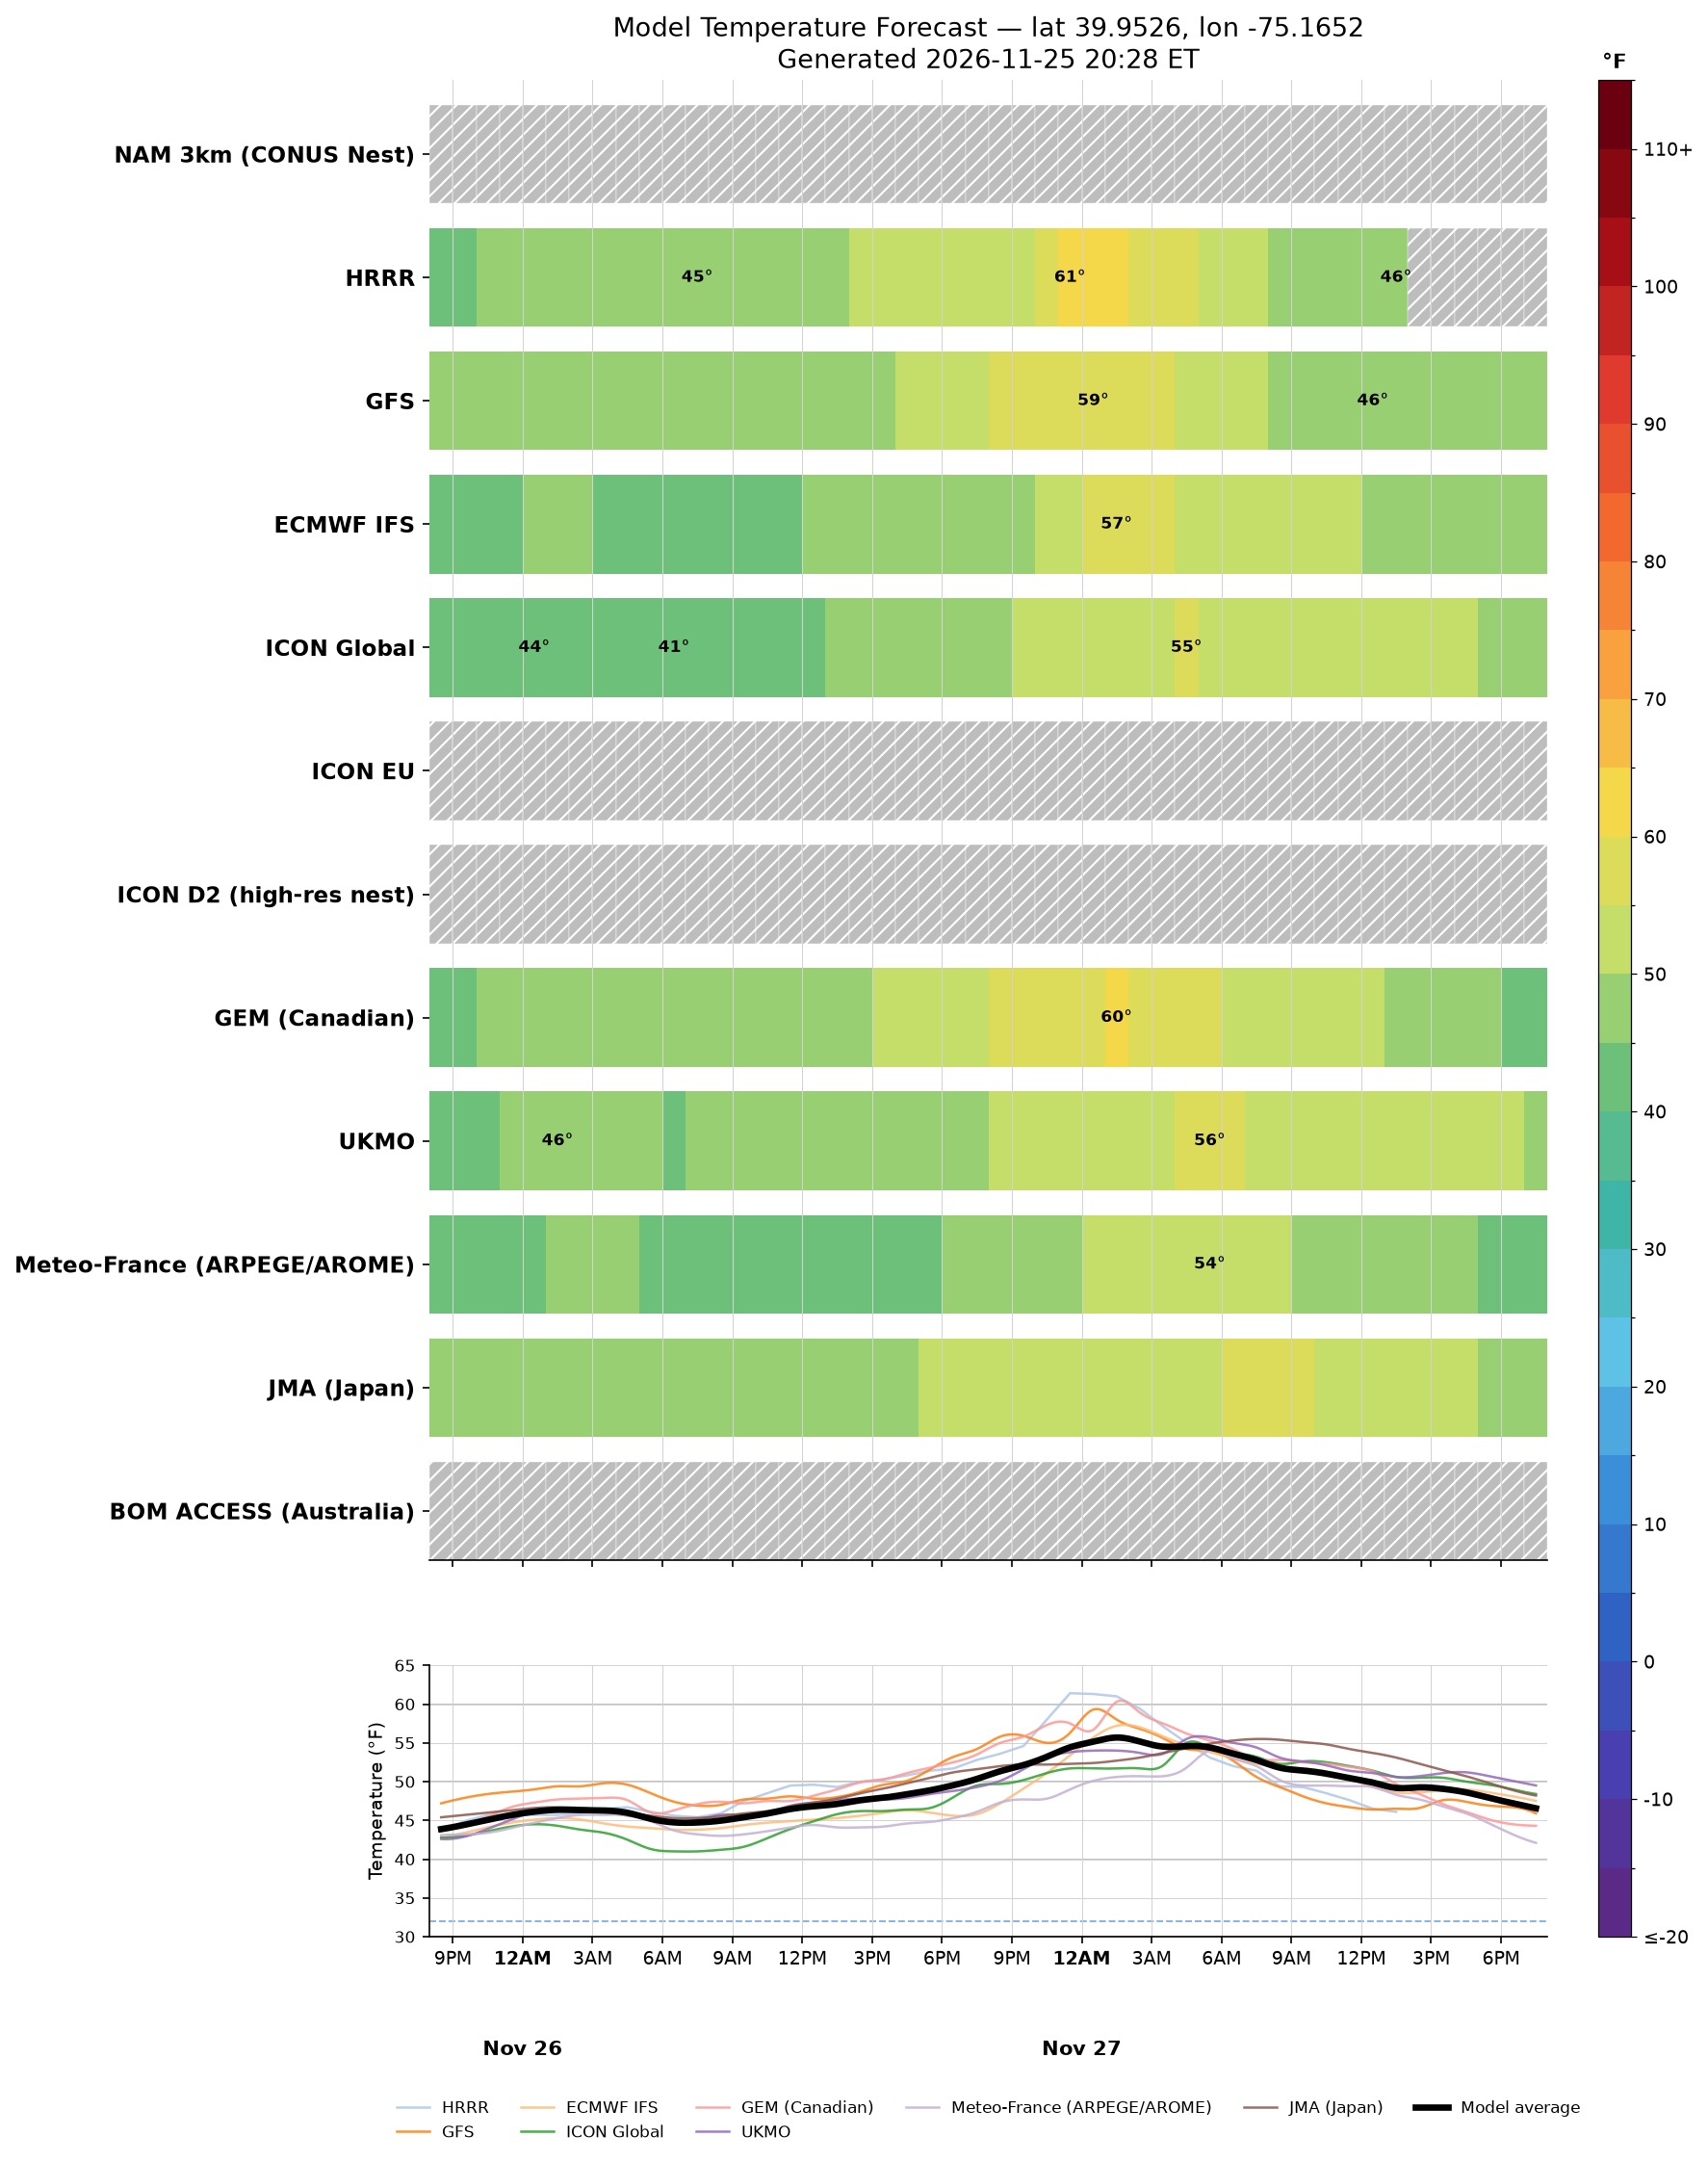 Model Temperature Forecast — lat 39.9526, lon -75.1652
Generated 2026-11-25 20:28 ET
°F
NAM 3km (CONUS Nest)
HRRR
45°
61°
46°
GFS
59°
46°
ECMWF IFS
57°
ICON Global
44°
41°
55°
ICON EU
ICON D2 (high-res nest)
GEM (Canadian)
60°
UKMO
46°
56°
Meteo-France (ARPEGE/AROME)
54°
JMA (Japan)
BOM ACCESS (Australia)
110+
100
90
80
70
60
50
40
30
20
10
0
-10
≤-20
Temperature (°F)
65
60
55
50
45
40
35
30
9PM 12AM 3AM 6AM 9AM 12PM 3PM 6PM 9PM 12AM 3AM 6AM 9AM 12PM 3PM 6PM
Nov 26 Nov 27
HRRR ECMWF IFS GEM (Canadian) Meteo-France (ARPEGE/AROME) JMA (Japan) Model average
GFS ICON Global UKMO